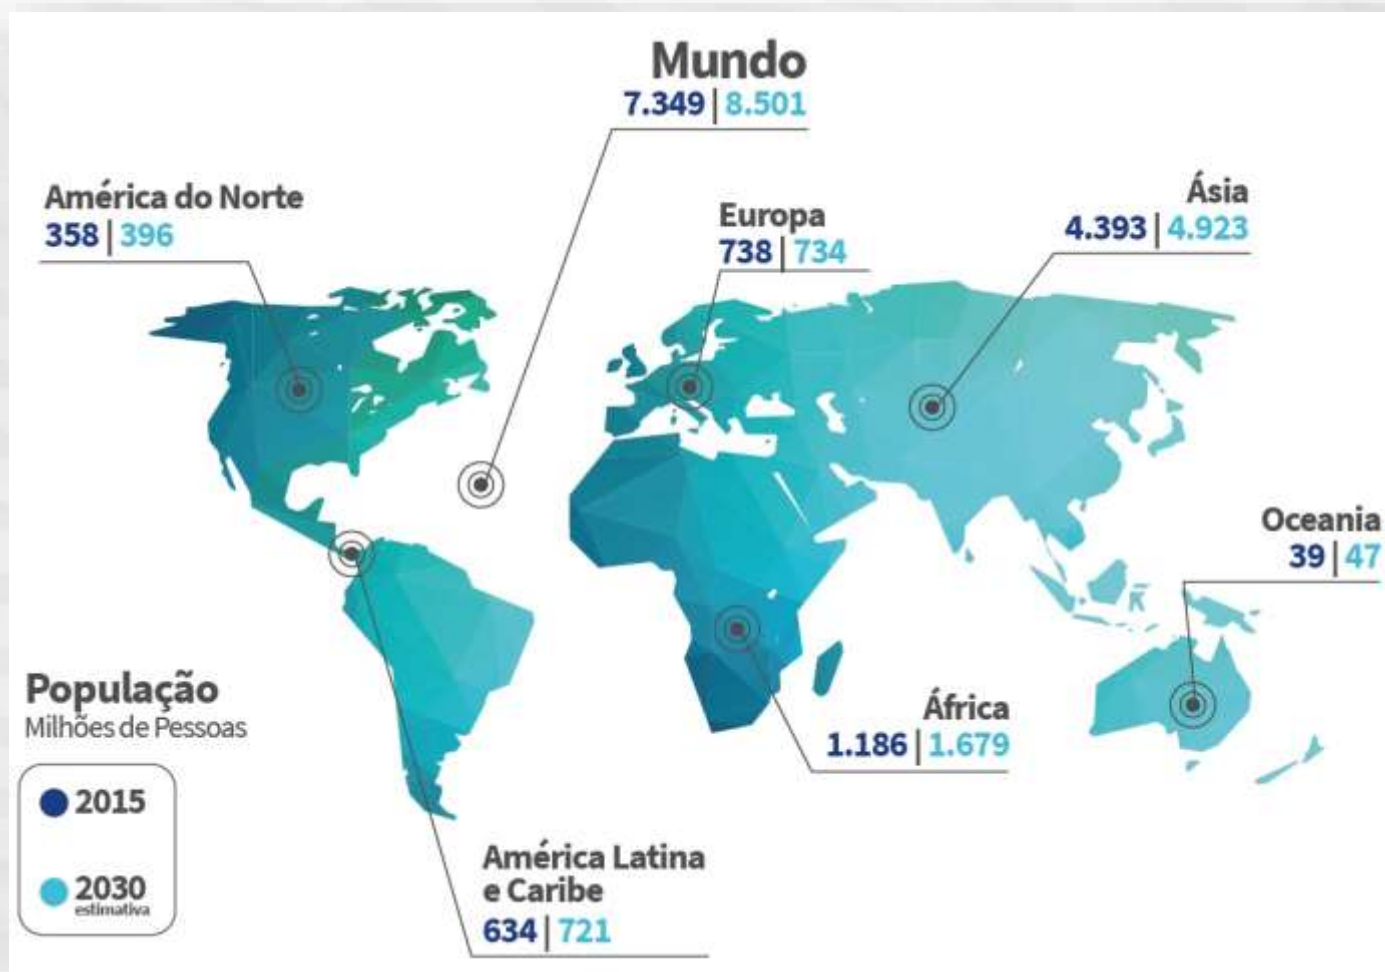 Mundo
7.349 | 8.501
América do Norte
358 | 396
Europa
738 | 734
Ásia
4.393 | 4.923
Oceania
39 | 47
População
Milhões de Pessoas
2015
2030
estimativa
África
1.186 | 1.679
América Latina
e Caribe
634 | 721